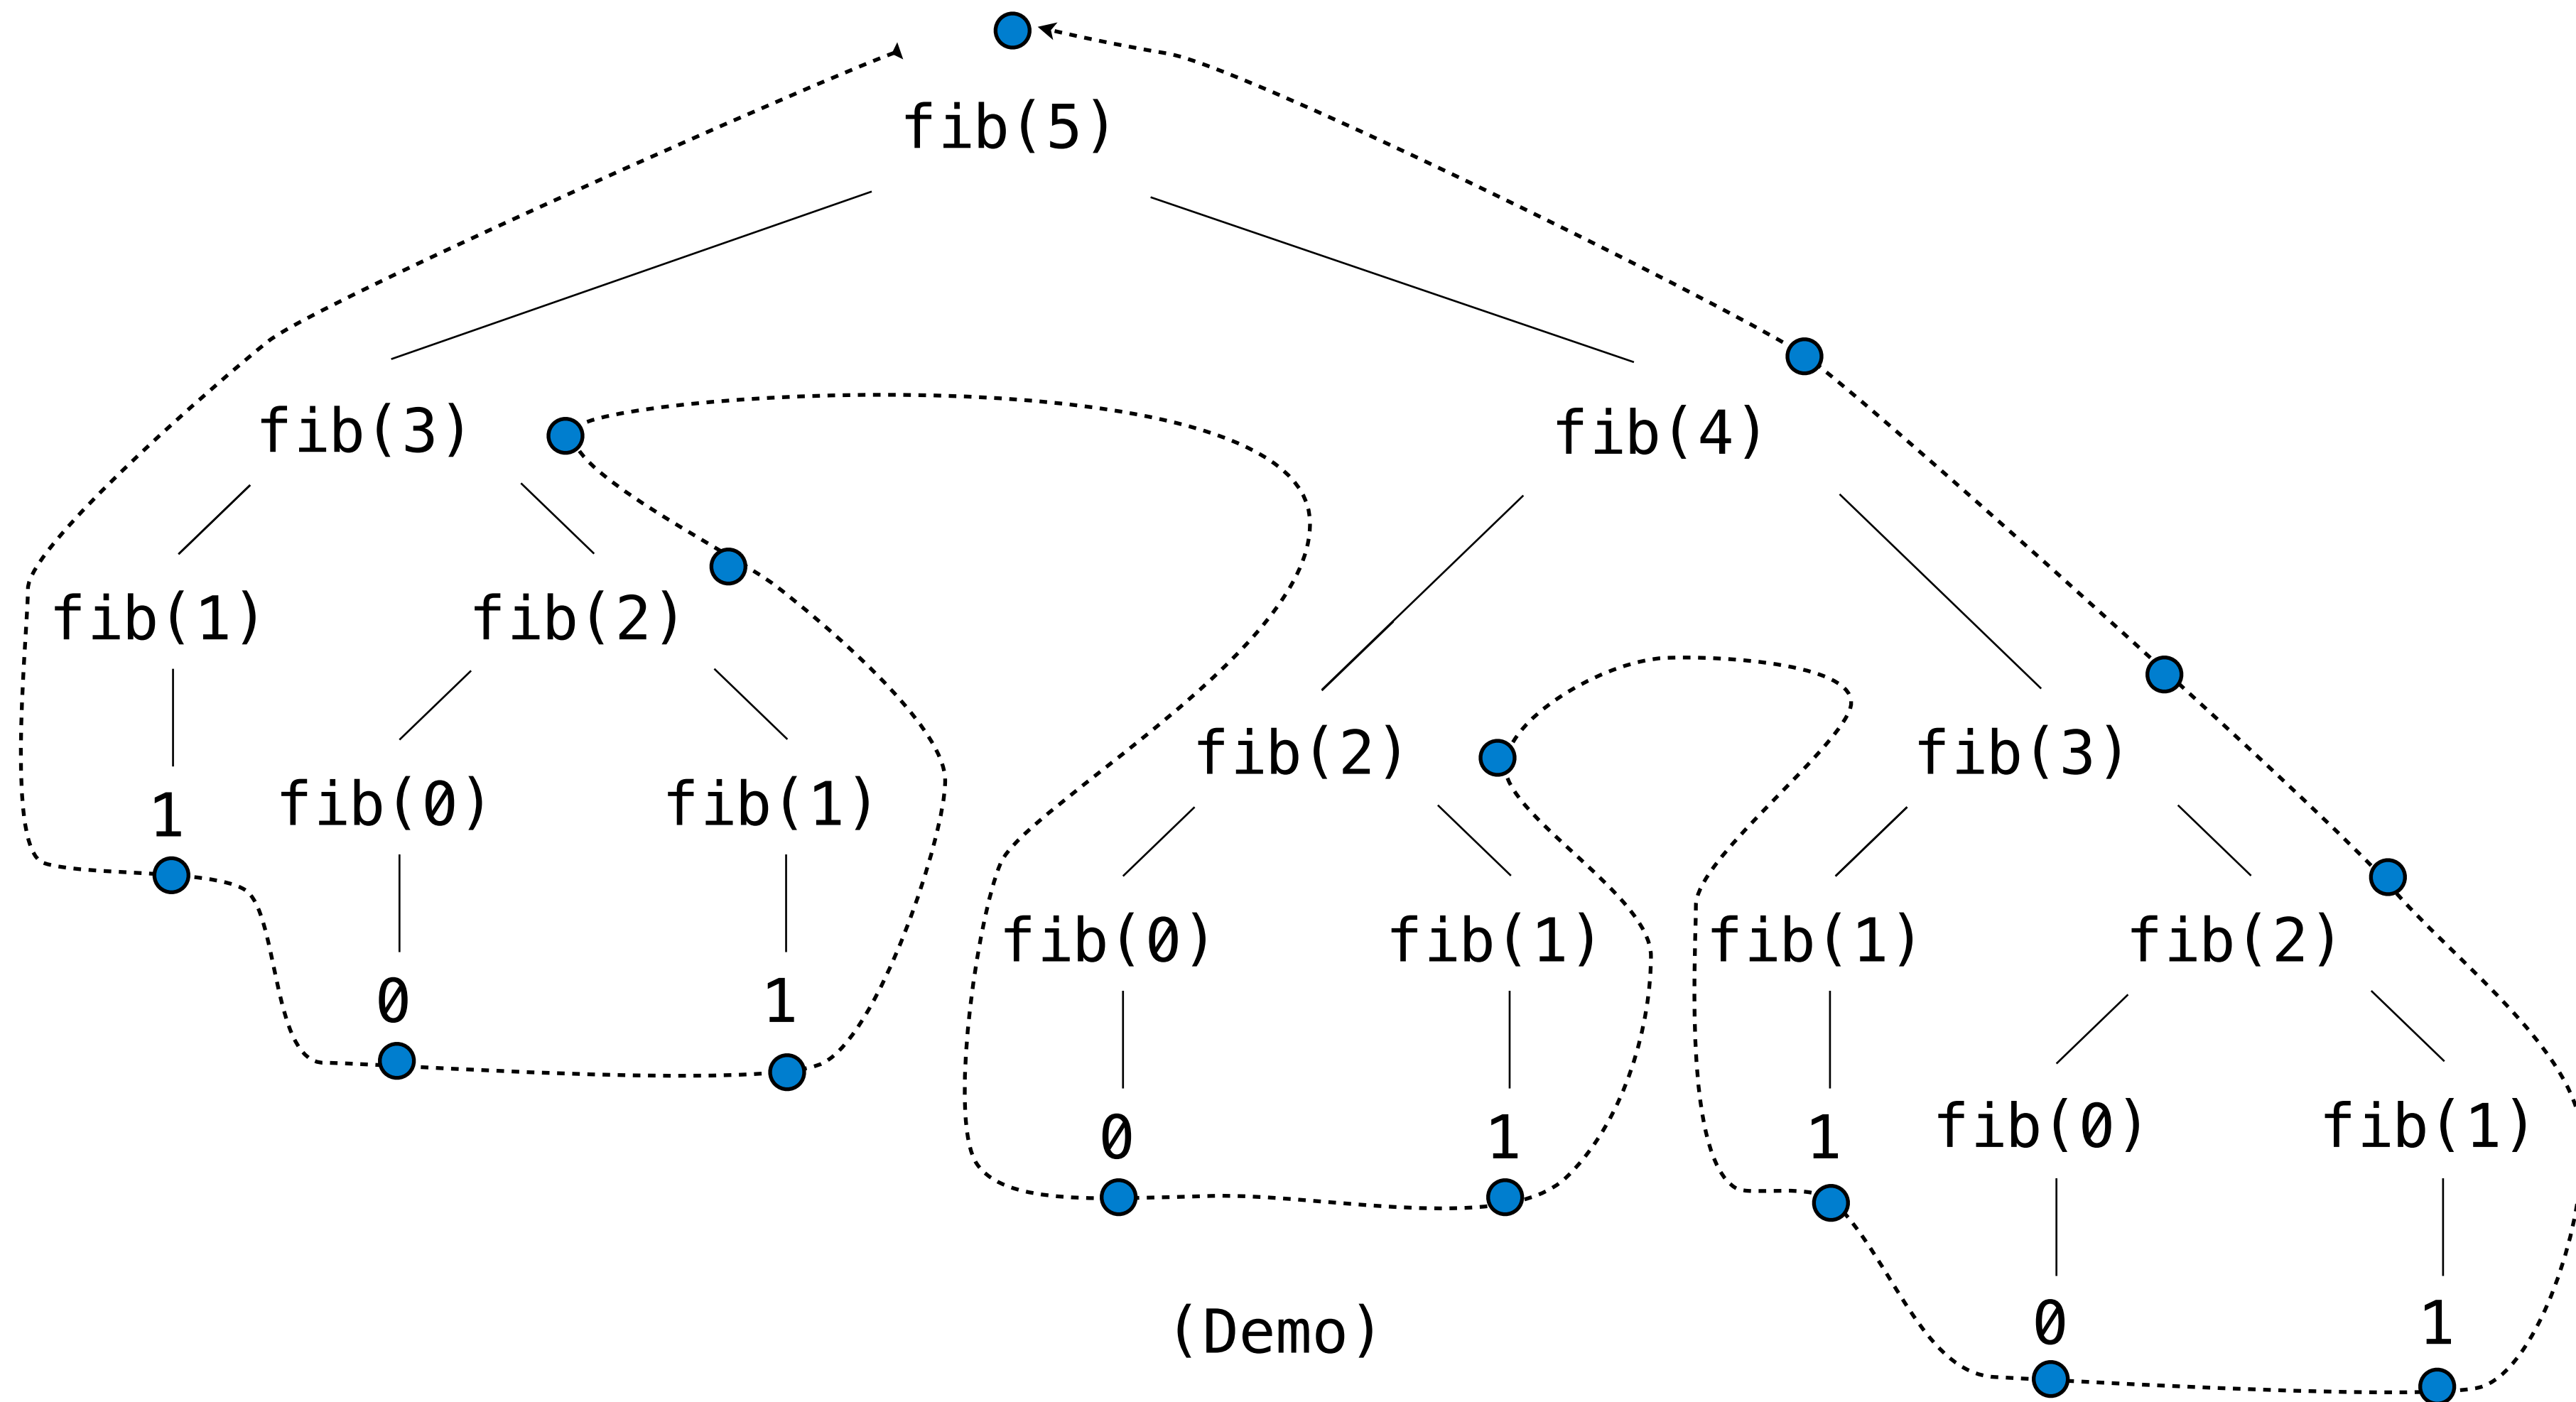 fib(5)
fib(3) fib(4)
fib(1) fib(2)
fib(2) fib(3)
1 fib(0) fib(1)
fib(0) fib(1) fib(1) fib(2)
0 1
0 1 1 fib(0) fib(1)
(Demo) 0 1